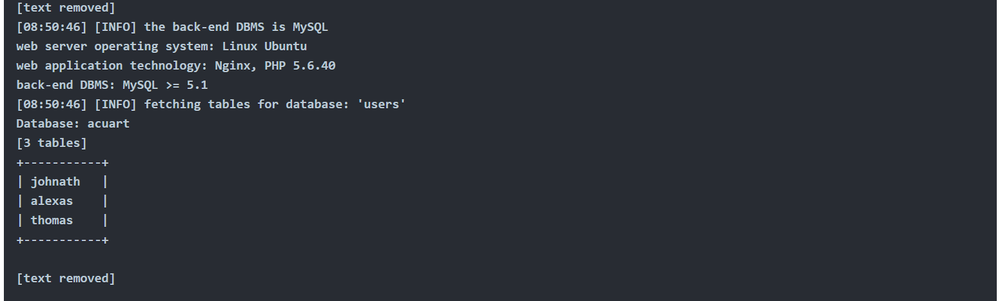 [text removed]
[08:50:46] [INFO] the back-end DBMS is MySQL
web server operating system: Linux Ubuntu
web application technology: Nginx, PHP 5.6.40
back-end DBMS: MySQL >= 5.1
[08:50:46] [INFO] fetching tables for database: 'users'
Database: acuart
[3 tables]
+-----------+
| johnath   |
| alexas    |
| thomas    |
+-----------+
[text removed]